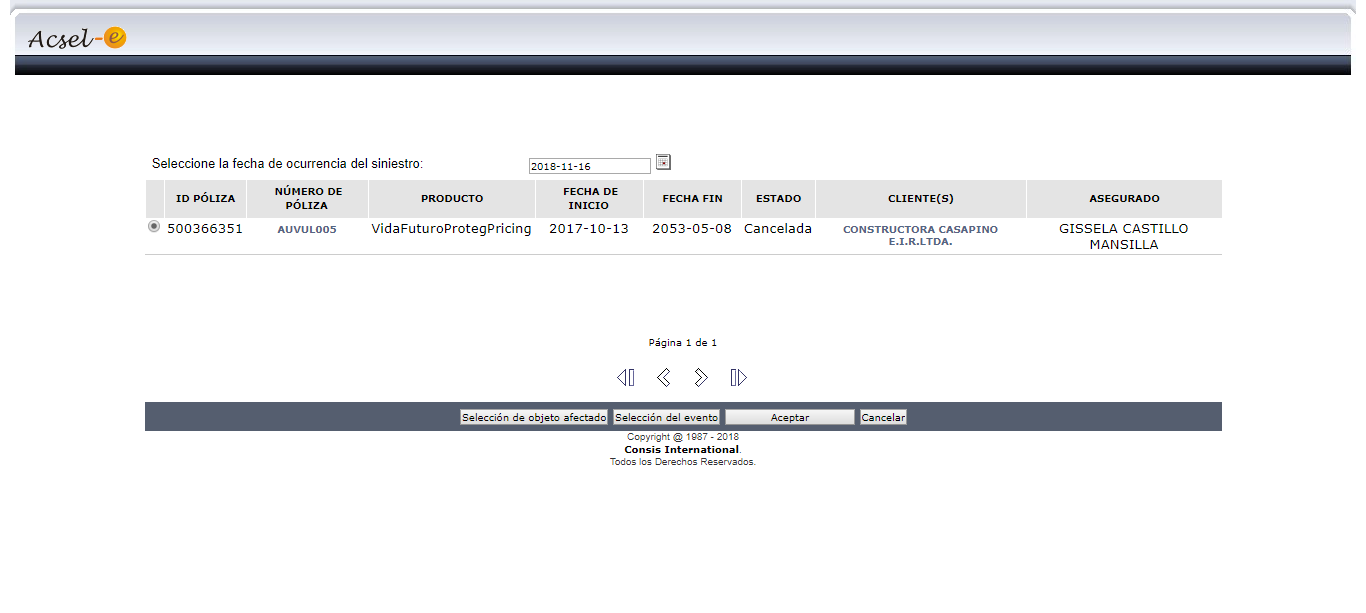 Acsel-e
Seleccione la fecha de ocurrencia del siniestro: 2018-11-16
ID PÓLIZA NÚMERO DE PÓLIZA PRODUCTO FECHA DE INICIO FECHA FIN ESTADO CLIENTE(S) ASEGURADO
500366351 AUVUL005 VidaFuturoProtegPricing 2017-10-13 2053-05-08 Cancelada CONSTRUCTORA CASAPINO E.I.R.LTDA. GISSELA CASTILLO MANSILLA
Página 1 de 1
Selección de objeto afectado Selección del evento Aceptar Cancelar
Copyright @ 1987 - 2018
Consis International.
Todos los Derechos Reservados.